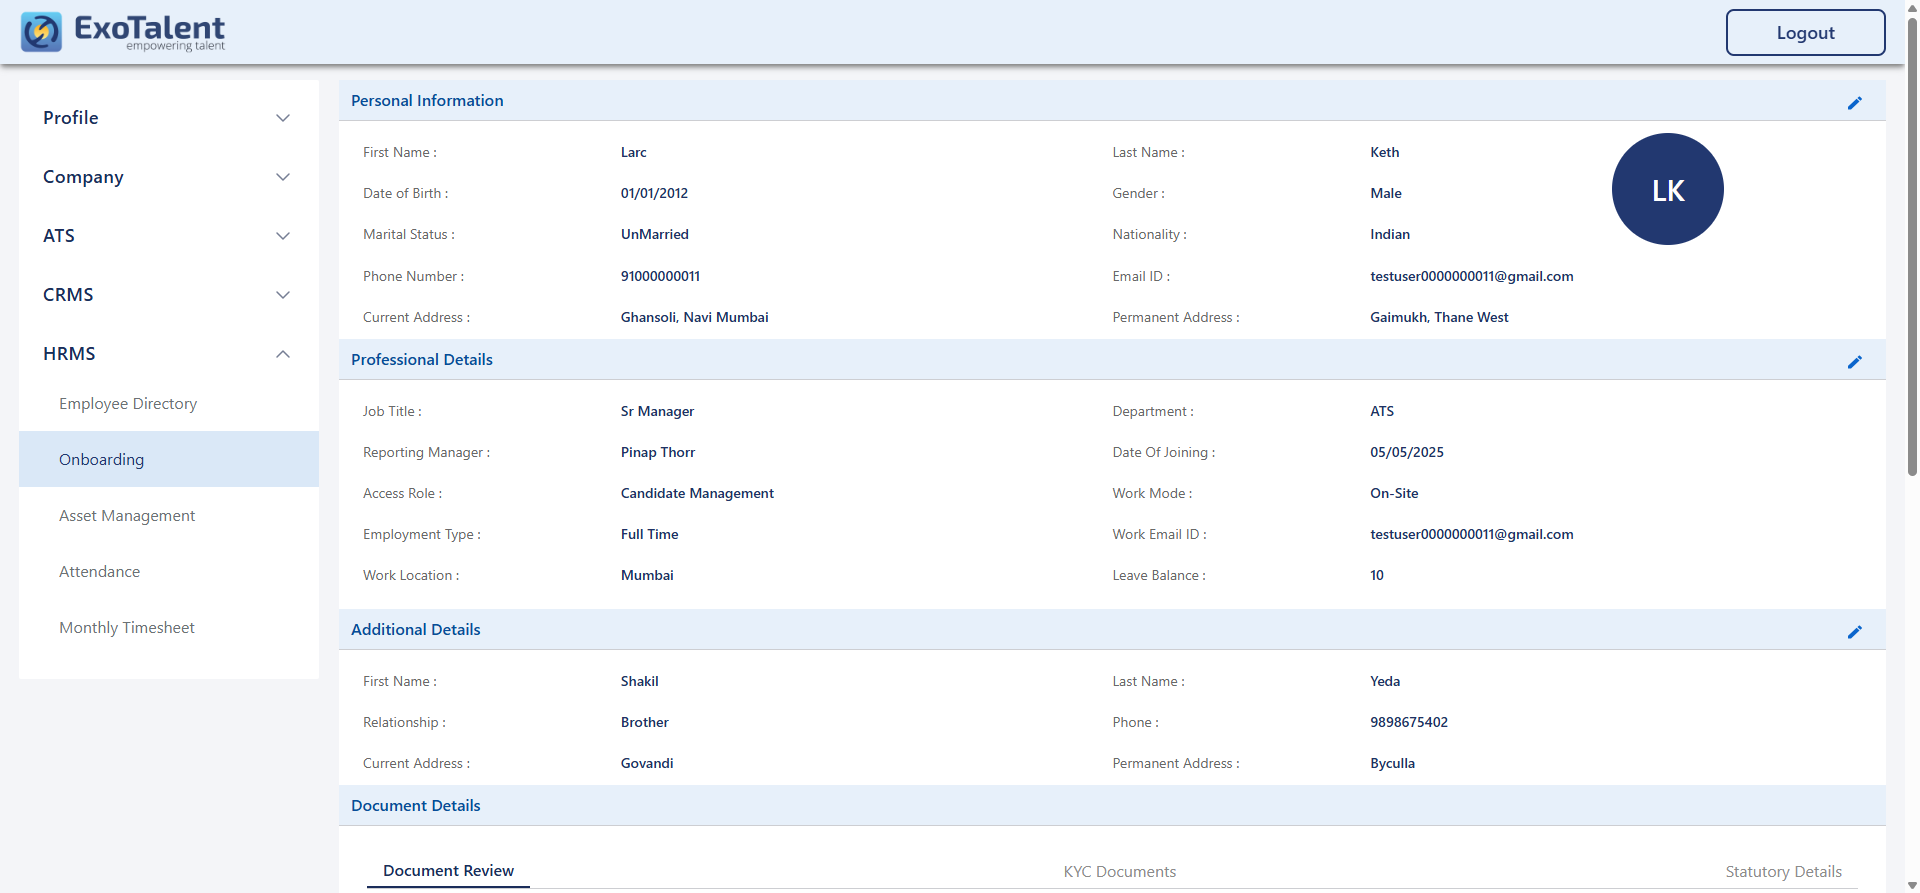 ExoTalent
empowering talent
Logout
Profile
Company
ATS
CRMS
HRMS
Employee Directory
Onboarding
Asset Management
Attendance
Monthly Timesheet
Personal Information
First Name : Larc Last Name : Keth
LK
Date of Birth : 01/01/2012 Gender : Male
Marital Status : UnMarried Nationality : Indian
Phone Number : 91000000011 Email ID : testuser0000000011@gmail.com
Current Address : Ghansoli, Navi Mumbai Permanent Address : Gaimukh, Thane West
Professional Details
Job Title : Sr Manager Department : ATS
Reporting Manager : Pinap Thorr Date Of Joining : 05/05/2025
Access Role : Candidate Management Work Mode : On-Site
Employment Type : Full Time Work Email ID : testuser0000000011@gmail.com
Work Location : Mumbai Leave Balance : 10
Additional Details
First Name : Shakil Last Name : Yeda
Relationship : Brother Phone : 9898675402
Current Address : Govandi Permanent Address : Byculla
Document Details
Document Review KYC Documents Statutory Details